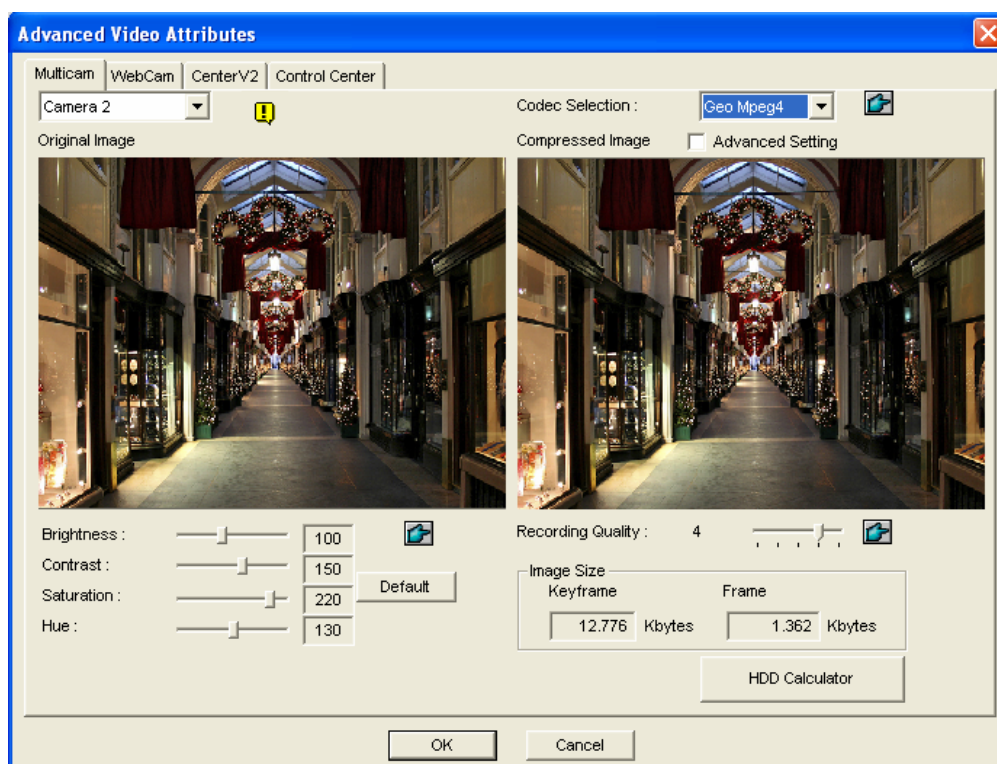 Advanced Video Attributes
Multicam WebCam CenterV2 Control Center
Camera 2
Codec Selection : Geo Mpeg4
Original Image
Compressed Image Advanced Setting
Brightness : 100
Contrast : 150
Saturation : 220
Hue : 130
Default
Recording Quality : 4
Image Size
Keyframe Frame
12.776 Kbytes 1.362 Kbytes
HDD Calculator
OK Cancel